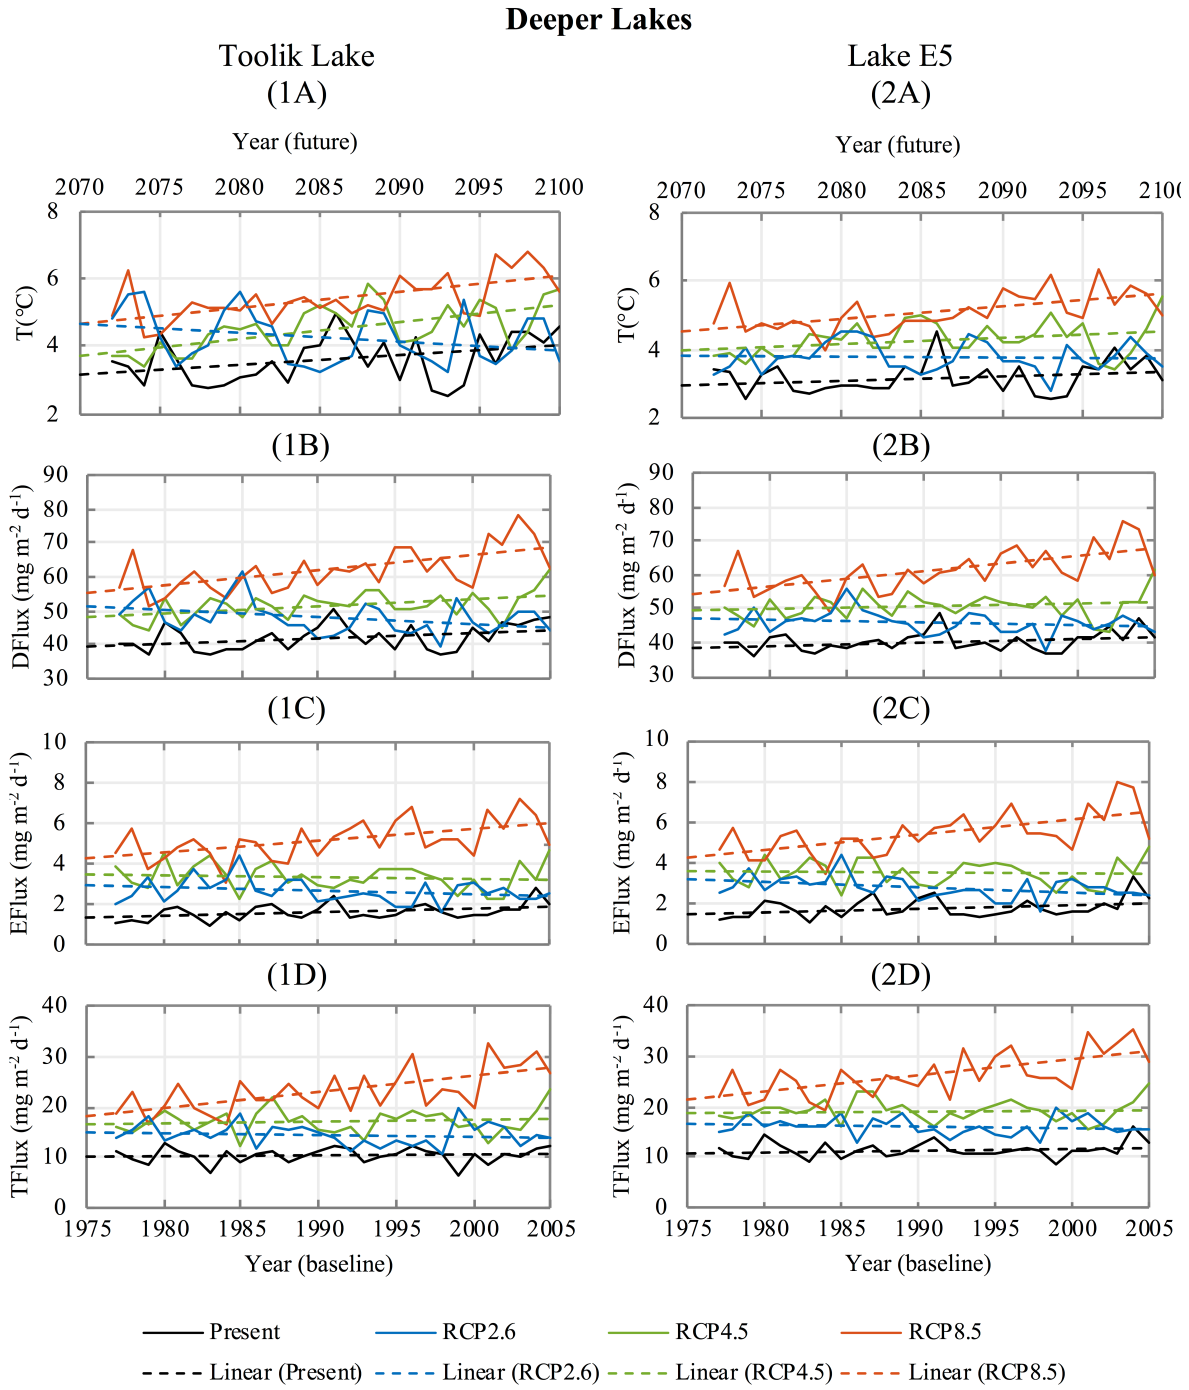 Deeper Lakes
Toolik Lake
(1A)
Year (future)
2070 2075 2080 2085 2090 2095 2100
T(°C)
8
6
4
2
(1B)
DFlux (mg m⁻² d⁻¹)
90
80
70
60
50
40
30
(1C)
EFlux (mg m⁻² d⁻¹)
10
8
6
4
2
0
(1D)
TFlux (mg m⁻² d⁻¹)
40
30
20
10
0
1975 1980 1985 1990 1995 2000 2005
Year (baseline)
Lake E5
(2A)
Year (future)
2070 2075 2080 2085 2090 2095 2100
T(°C)
8
6
4
2
(2B)
DFlux (mg m⁻² d⁻¹)
90
80
70
60
50
40
30
(2C)
EFlux (mg m⁻² d⁻¹)
10
8
6
4
2
0
(2D)
TFlux (mg m⁻² d⁻¹)
40
30
20
10
0
1975 1980 1985 1990 1995 2000 2005
Year (baseline)
Present RCP2.6 RCP4.5 RCP8.5
Linear (Present) Linear (RCP2.6) Linear (RCP4.5) Linear (RCP8.5)